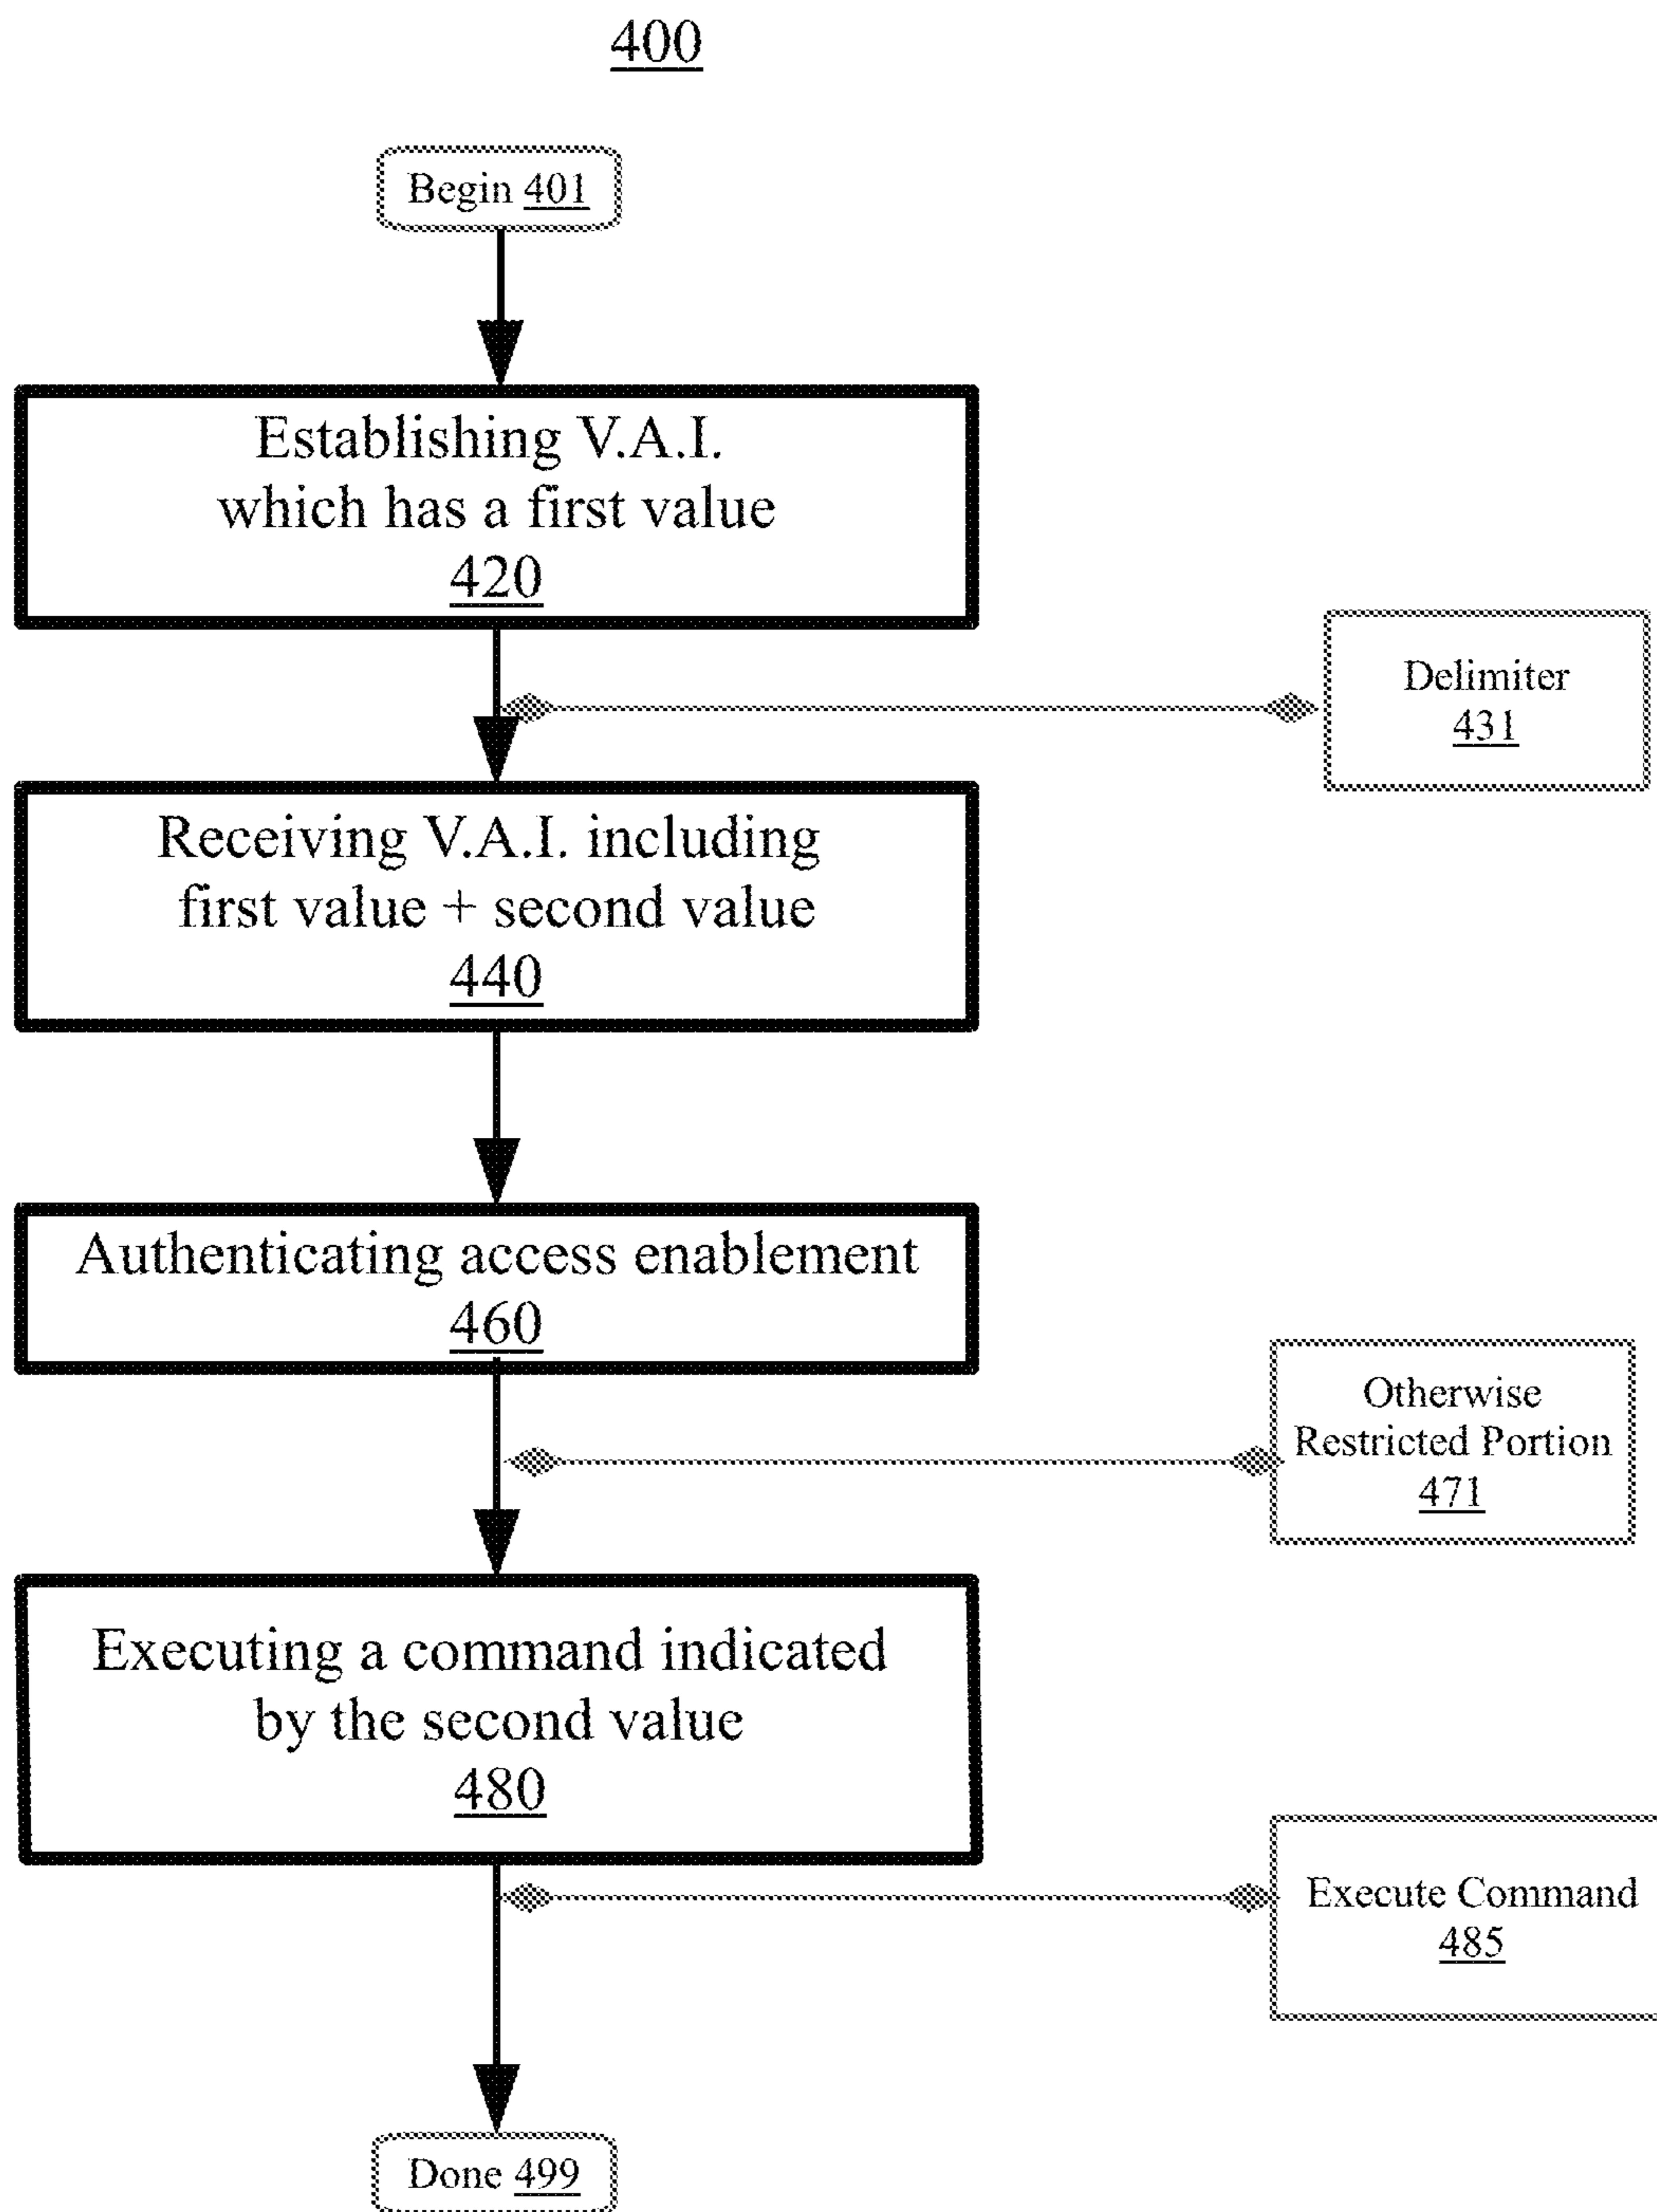 400
Begin 401
Establishing V.A.I.
which has a first value
420
Delimiter
431
Receiving V.A.I. including
first value + second value
440
Authenticating access enablement
460
Otherwise
Restricted Portion
471
Executing a command indicated
by the second value
480
Execute Command
485
Done 499